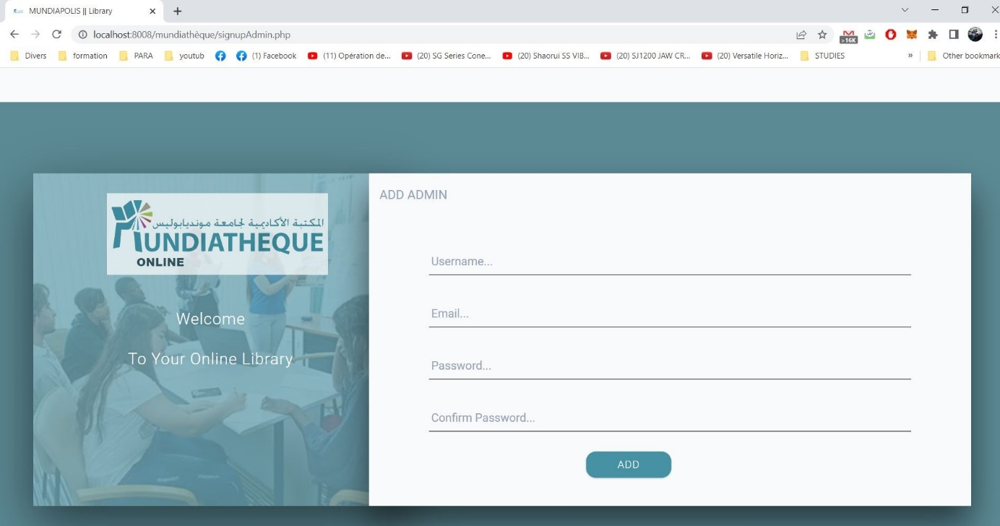 MUNDIAPOLIS || Library
localhost:8008/mundiathèque/signupAdmin.php
>16K
Divers
formation
PARA
youtub
(1) Facebook
(11) Opération de...
(20) SG Series Cone...
(20) Shaorui SS VIB...
(20) SJ1200 JAW CR...
(20) Versatile Horiz...
STUDIES
»
Other bookmark
المكتبة الأكاديمية لجامعة مونديابوليس
MUNDIATHEQUE
ONLINE
Welcome
To Your Online Library
ADD ADMIN
Username...
Email...
Password...
Confirm Password...
ADD